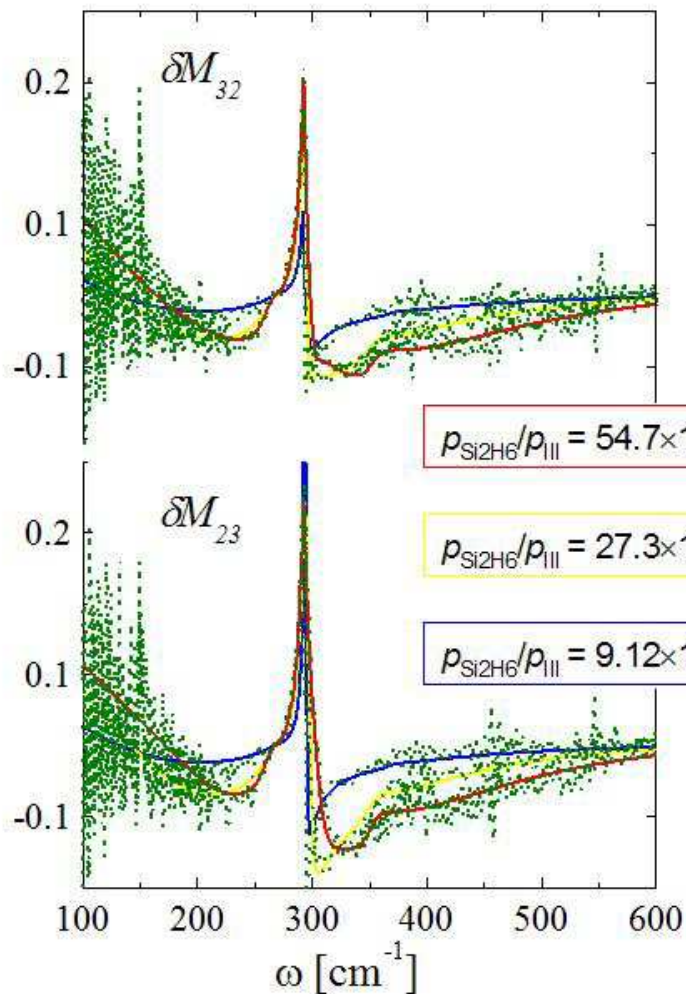 0.2
δM32
0.1
-0.1
pSi2H6/pIII = 54.7×1
δM23
0.2
pSi2H6/pIII = 27.3×1
0.1
pSi2H6/pIII = 9.12×1
-0.1
100 200 300 400 500 600
ω [cm-1]